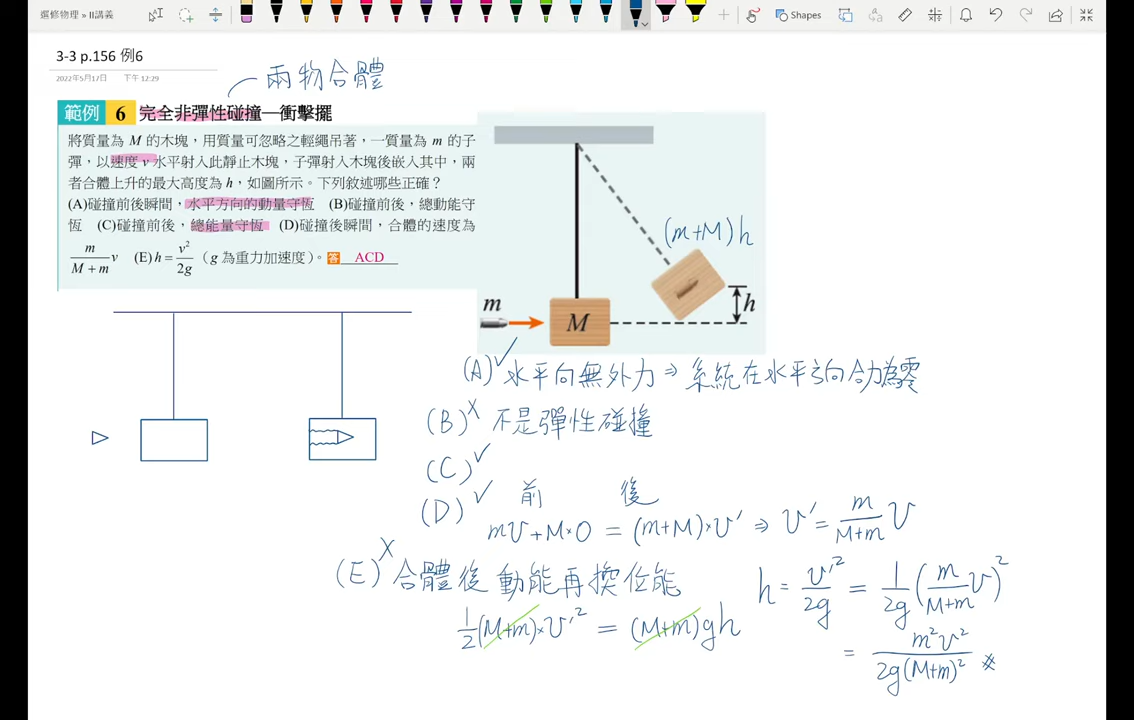 選修物理 » II講義
Shapes
3-3 p.156 例6
2022年5月17日 下午 12:29
兩物合體
範例 6 完全非彈性碰撞—衝擊擺
將質量為 M 的木塊，用質量可忽略之輕繩吊著，一質量為 m 的子
彈，以速度 v 水平射入此靜止木塊，子彈射入木塊後嵌入其中，兩
者合體上升的最大高度為 h，如圖所示。下列敘述哪些正確？
(A)碰撞前後瞬間，水平方向的動量守恆 (B)碰撞前後，總動能守
恆 (C)碰撞前後，總能量守恆 (D)碰撞後瞬間，合體的速度為
m/(M+m) v (E) h = v²/2g （g 為重力加速度）。答 ACD
(m+M)h
h
m
M
(A)✓ 水平向無外力 ⇒ 系統在水平方向合力為零
(B)× 不是彈性碰撞
(C)✓
(D)✓ 前 後
mv+M×0 = (m+M)×v' ⇒ v' = m/(M+m) v
(E)× 合體後動能再換位能
1/2(M+m)×v'² = (M+m)gh
h = v'²/2g = 1/2g (m/(M+m) v)²
= m²v²/2g(M+m)² ※